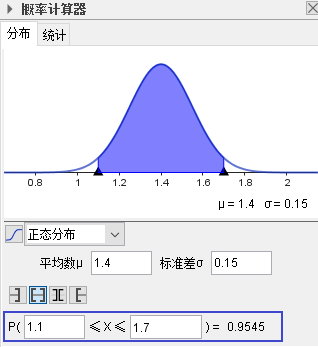 概率计算器
分布 统计
0.8 1 1.2 1.4 1.6 1.8 2
μ = 1.4 σ = 0.15
正态分布
平均数μ 1.4 标准差σ 0.15
P( 1.1 ≤ X ≤ 1.7 ) = 0.9545